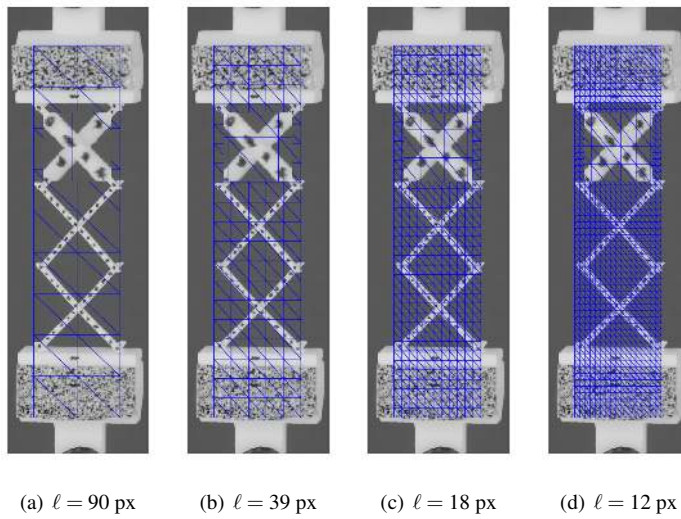 (a) ℓ = 90 px (b) ℓ = 39 px (c) ℓ = 18 px (d) ℓ = 12 px